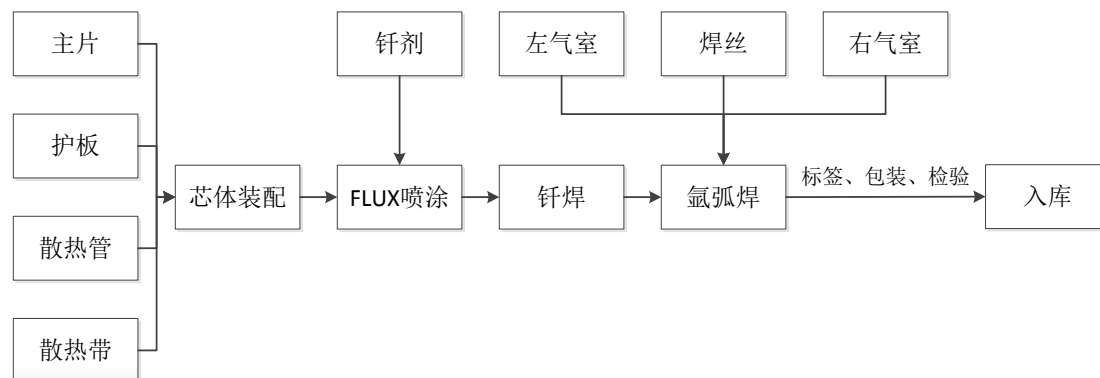 主片
钎剂
左气室
焊丝
右气室
护板
芯体装配
FLUX喷涂
钎焊
氩弧焊
标签、包装、检验
入库
散热管
散热带